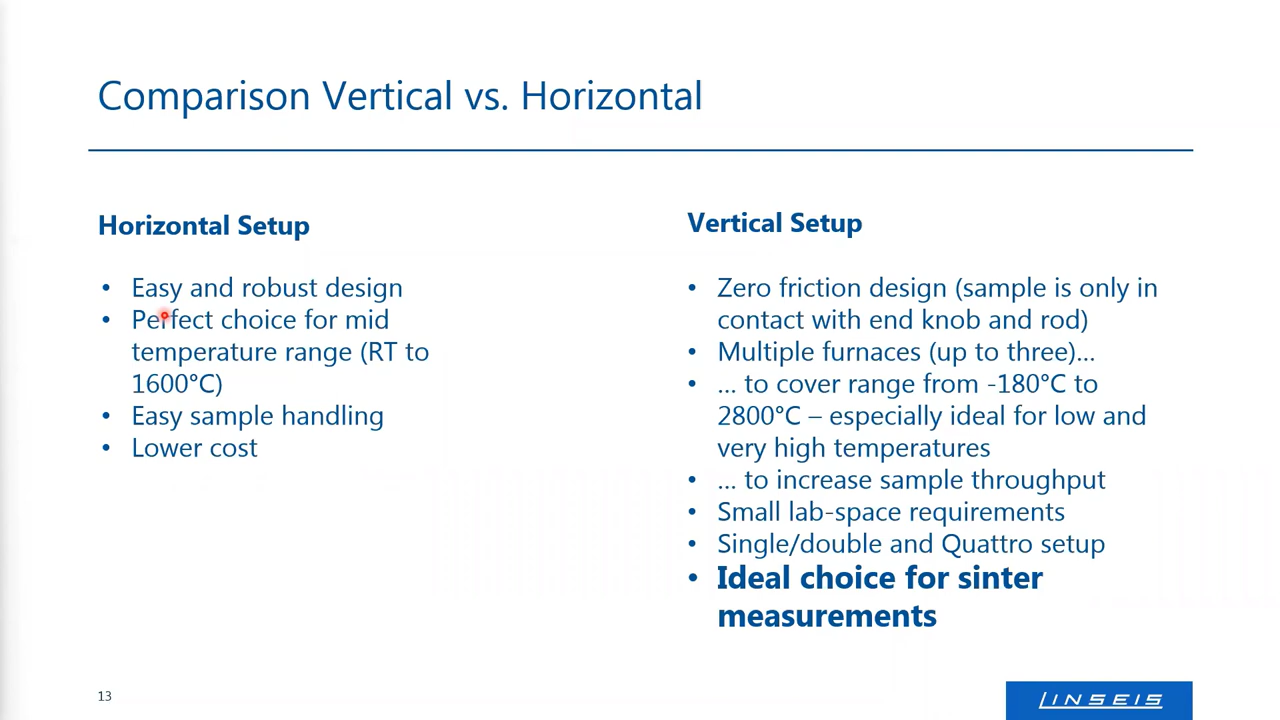 Comparison Vertical vs. Horizontal
Horizontal Setup
• Easy and robust design
• Perfect choice for mid
temperature range (RT to
1600°C)
• Easy sample handling
• Lower cost
Vertical Setup
• Zero friction design (sample is only in
contact with end knob and rod)
• Multiple furnaces (up to three)...
• ... to cover range from -180°C to
2800°C – especially ideal for low and
very high temperatures
• ... to increase sample throughput
• Small lab-space requirements
• Single/double and Quattro setup
• Ideal choice for sinter
measurements
13
LINSEIS